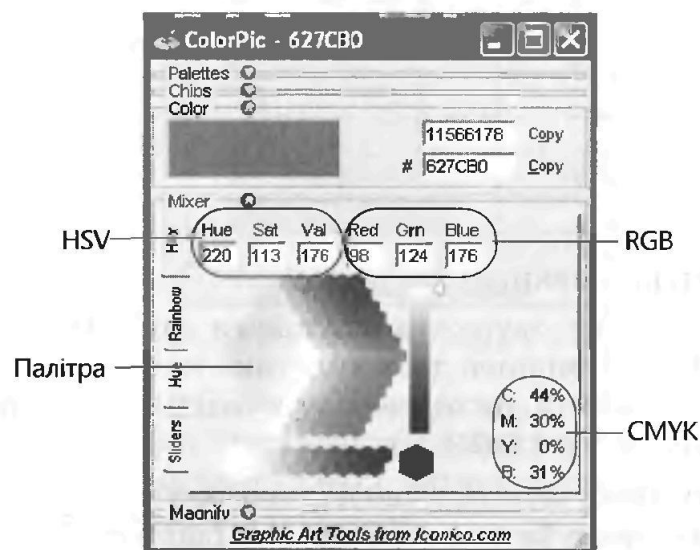 ColorPic - 627CB0
Palettes
Chips
Color
11566178 Copy
# 627CB0 Copy
Mixer
HSV
Hex
Hue Sat Val Red Grn Blue
220 113 176 98 124 176
RGB
Rainbow
Палітра
Hue
Sliders
C: 44%
M: 30%
Y: 0%
B: 31%
CMYK
Magnify
Graphic Art Tools from Iconico.com